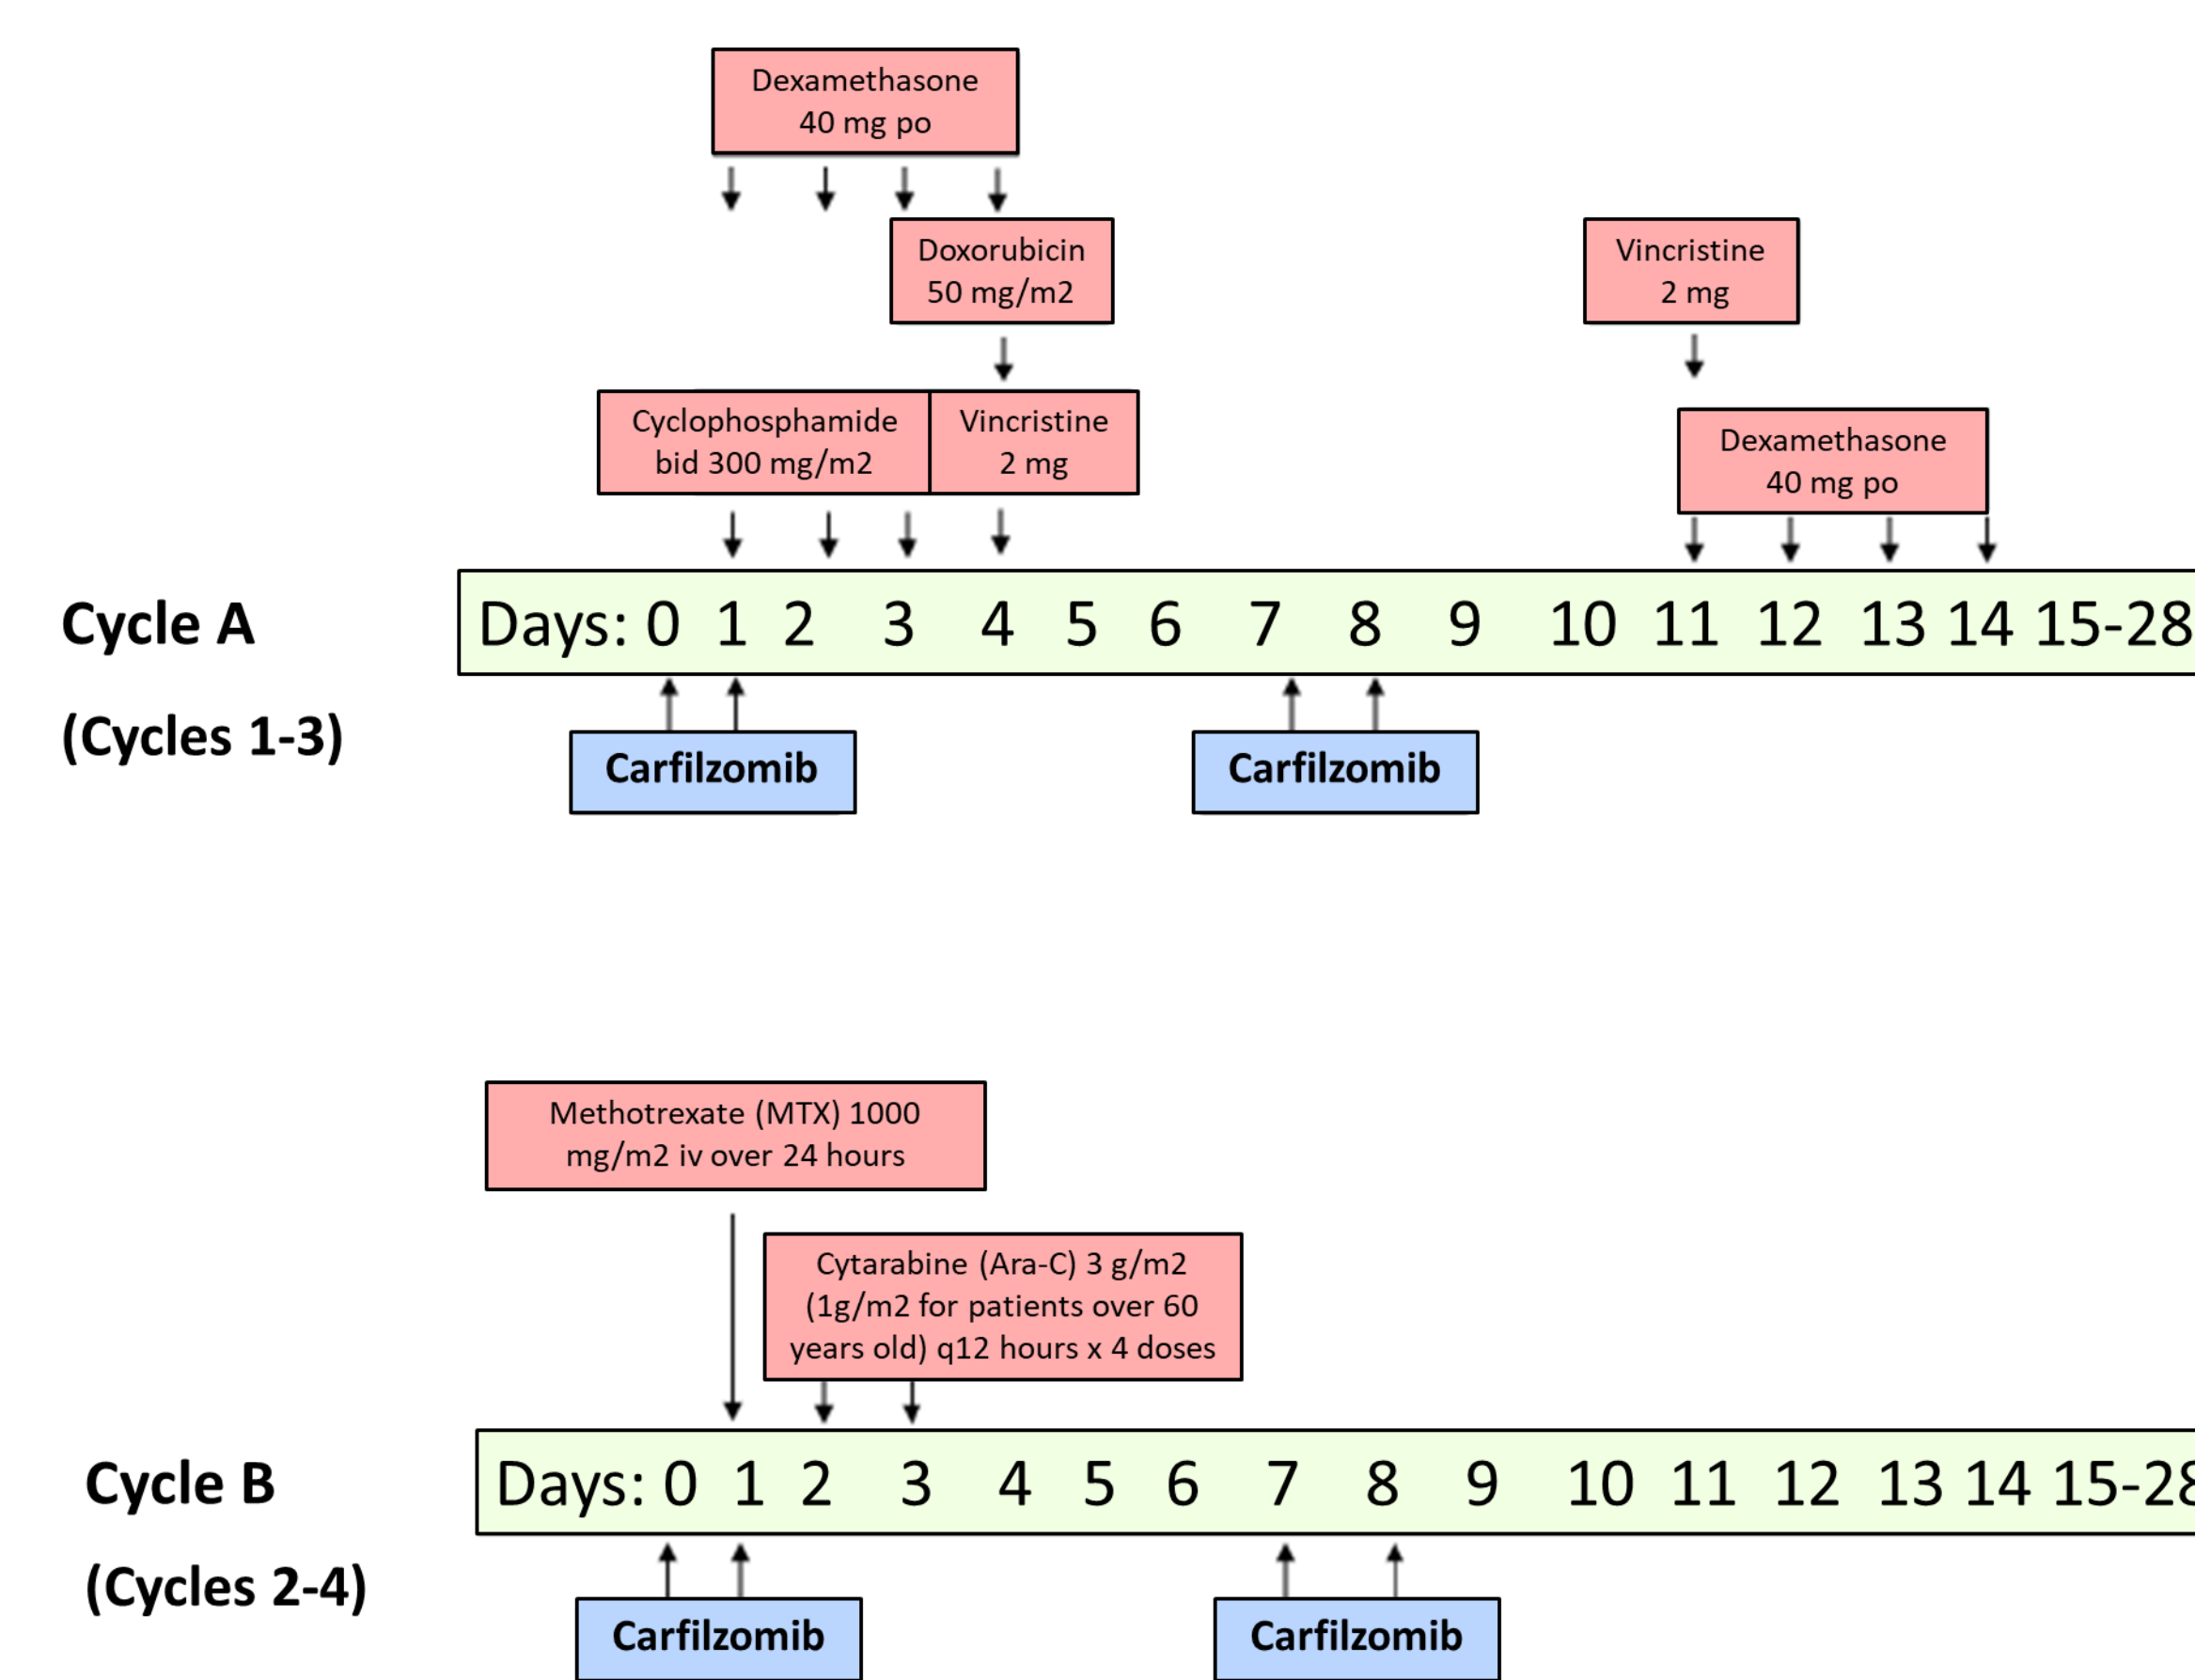 Dexamethasone
40 mg po
Doxorubicin
50 mg/m2
Vincristine
2 mg
Cyclophosphamide
bid 300 mg/m2
Vincristine
2 mg
Dexamethasone
40 mg po
Cycle A
(Cycles 1-3)
Days: 0 1 2 3 4 5 6 7 8 9 10 11 12 13 14 15-28
Carfilzomib
Carfilzomib
Methotrexate (MTX) 1000
mg/m2 iv over 24 hours
Cytarabine (Ara-C) 3 g/m2
(1g/m2 for patients over 60
years old) q12 hours x 4 doses
Cycle B
(Cycles 2-4)
Days: 0 1 2 3 4 5 6 7 8 9 10 11 12 13 14 15-28
Carfilzomib
Carfilzomib